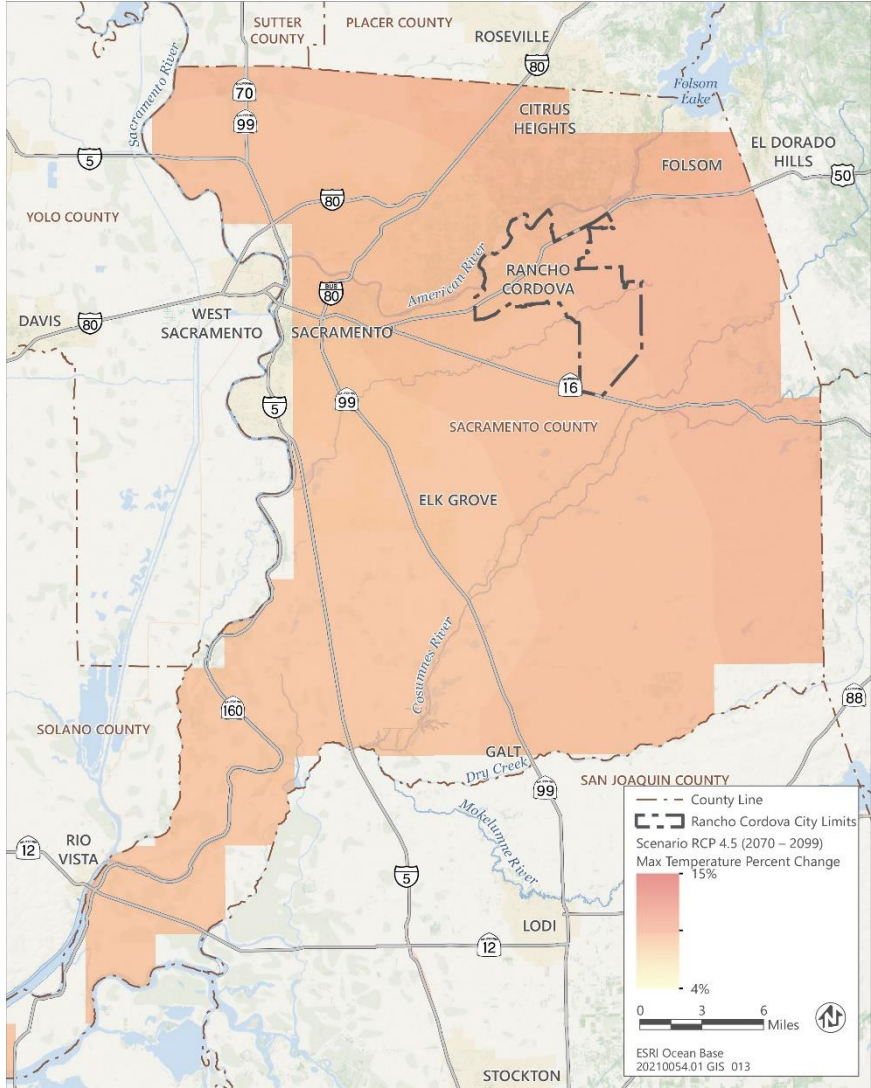 SUTTER
COUNTY
PLACER COUNTY
ROSEVILLE
80
Sacramento River
70
99
Folsom
Lake
CITRUS
HEIGHTS
5
FOLSOM
EL DORADO
HILLS
50
80
YOLO COUNTY
American River
RANCHO
CORDOVA
BUS
80
DAVIS
80
WEST
SACRAMENTO
SACRAMENTO
16
5
99
SACRAMENTO COUNTY
ELK GROVE
Cosumnes River
160
88
SOLANO COUNTY
GALT
Dry Creek
SAN JOAQUIN COUNTY
99
Mokelumne River
RIO
VISTA
12
5
LODI
12
STOCKTON
County Line
Rancho Cordova City Limits
Scenario RCP 4.5 (2070 – 2099)
Max Temperature Percent Change
15%
4%
0 3 6
Miles
N
ESRI Ocean Base
20210054.01 GIS 013